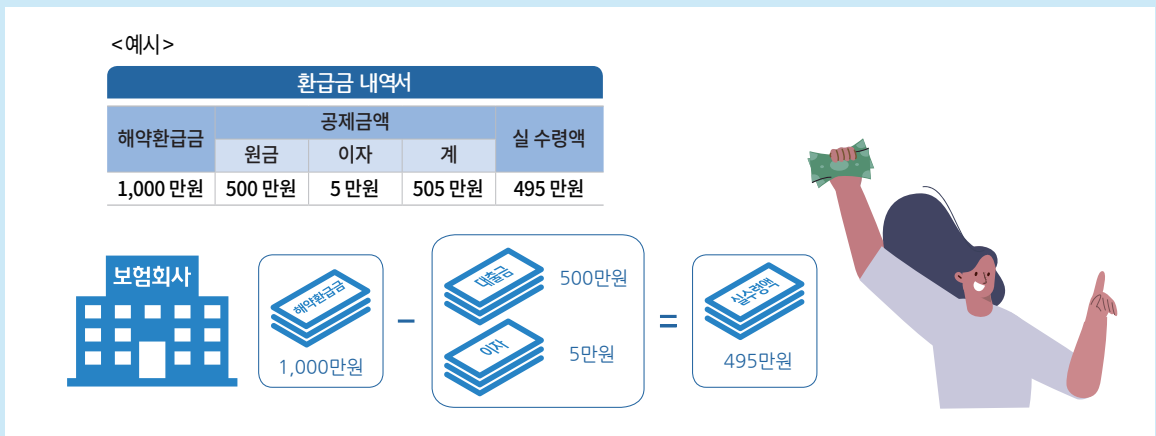 <예시>
환급금 내역서
해약환급금 공제금액 실 수령액
원금 이자 계
1,000 만원 500 만원 5 만원 505 만원 495 만원
보험회사
해약환급금
1,000만원
–
대출금
500만원
이자
5만원
=
실수령액
495만원